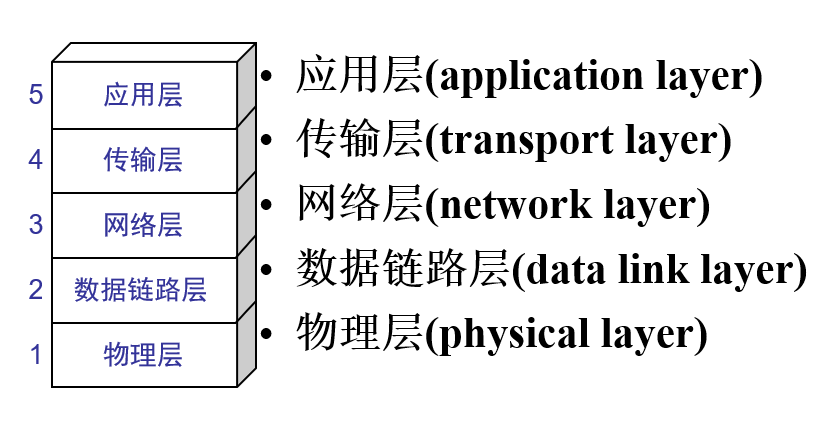 5 应用层 • 应用层(application layer)
4 传输层 • 传输层(transport layer)
3 网络层 • 网络层(network layer)
2 数据链路层 • 数据链路层(data link layer)
1 物理层 • 物理层(physical layer)